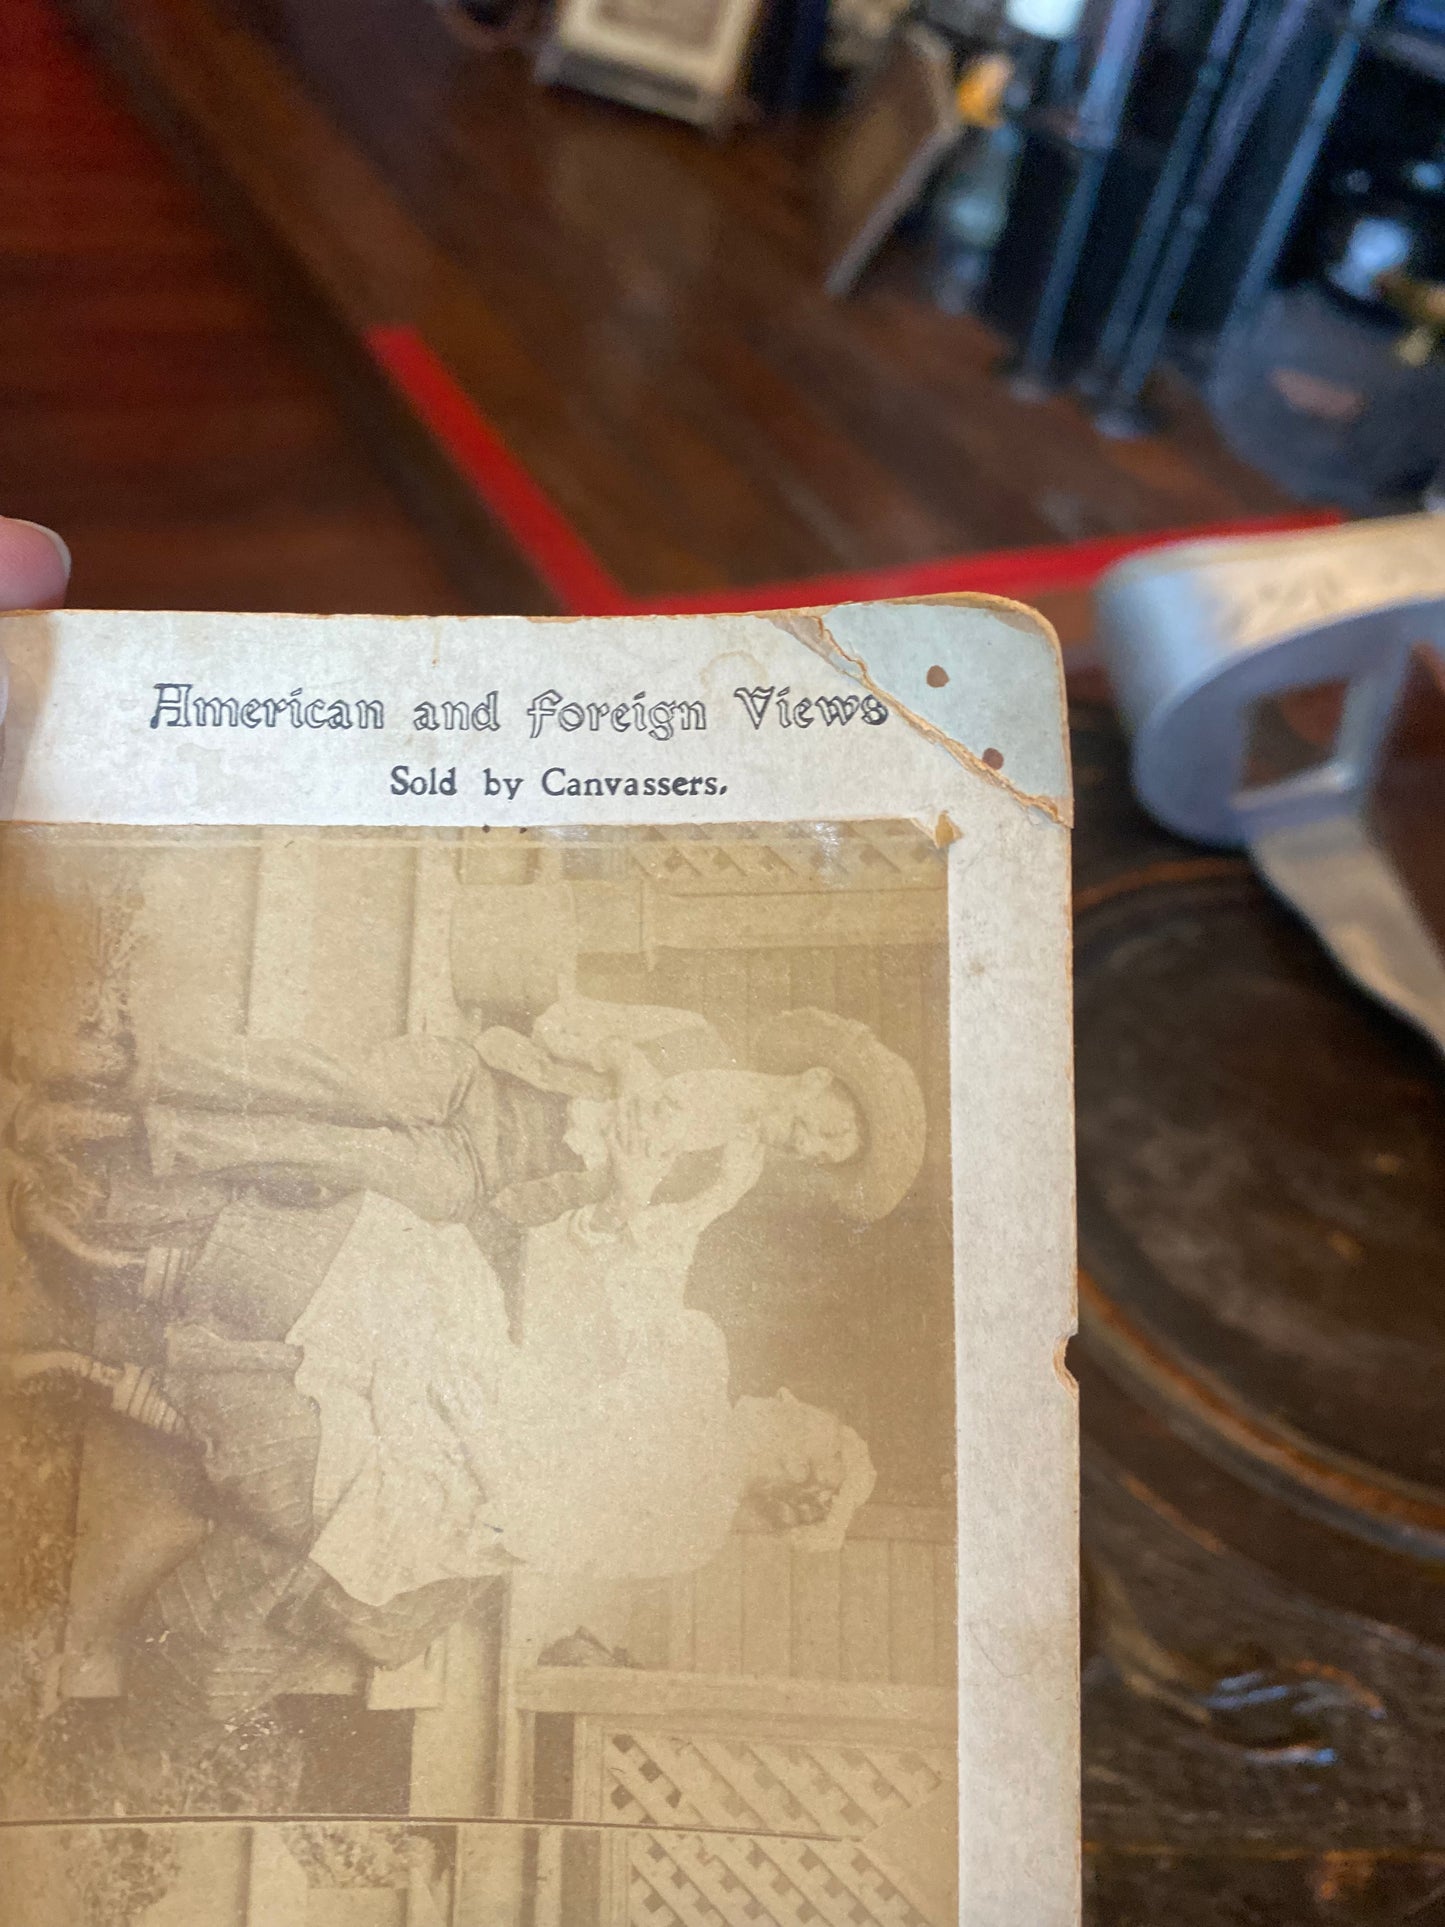 American and Foreign Views
Sold by Canvassers.